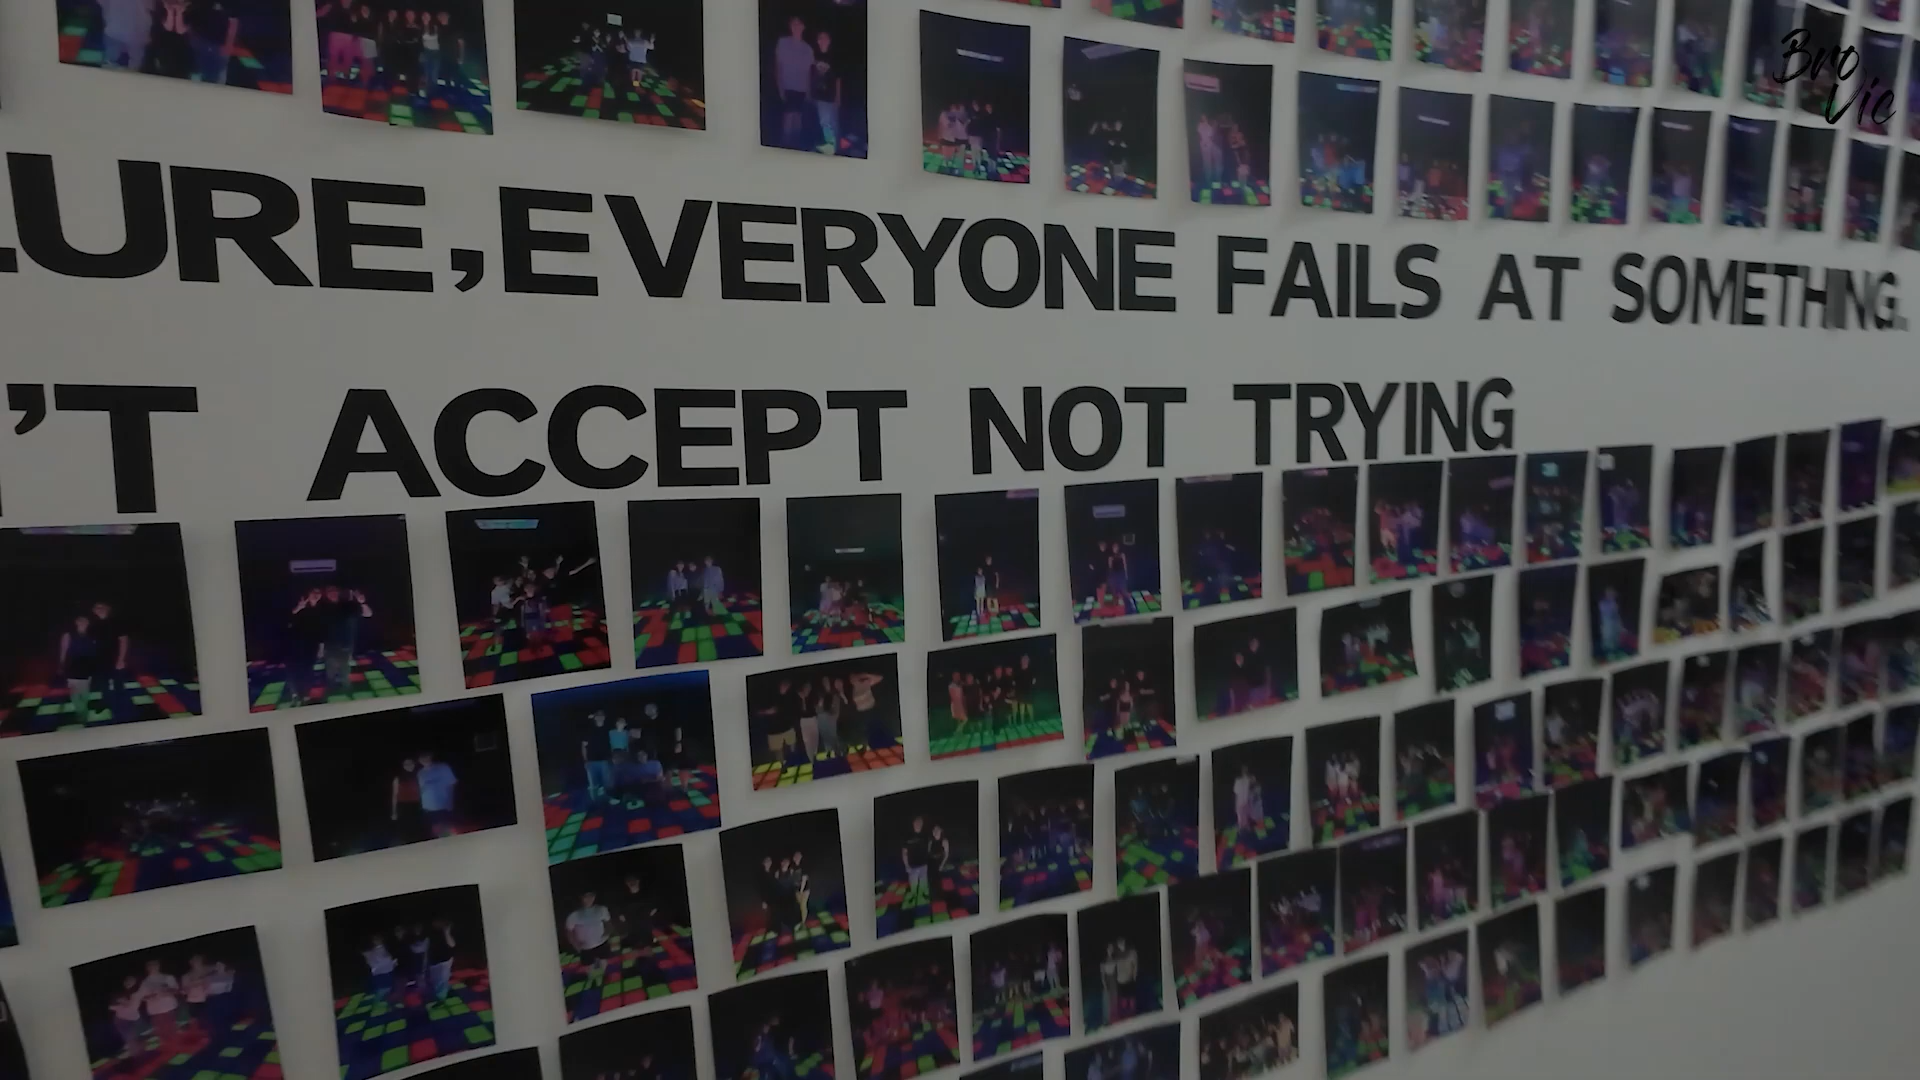 Bro
Vic
LURE,EVERYONE FAILS AT SOMETHING.
'T ACCEPT NOT TRYING